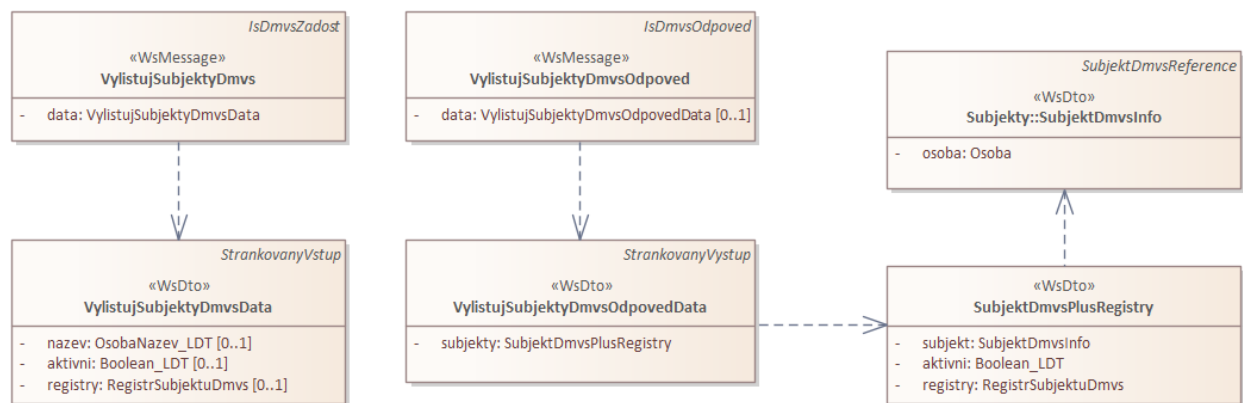 IsDmvsZadost
«WsMessage»
VylistujSubjektyDmvs
- data: VylistujSubjektyDmvsData
IsDmvsOdpoved
«WsMessage»
VylistujSubjektyDmvsOdpoved
- data: VylistujSubjektyDmvsOdpovedData [0..1]
SubjektDmvsReference
«WsDto»
Subjekty::SubjektDmvsInfo
- osoba: Osoba
StrankovanyVstup
«WsDto»
VylistujSubjektyDmvsData
- nazev: OsobaNazev_LDT [0..1]
- aktivni: Boolean_LDT [0..1]
- registry: RegistrSubjektuDmvs [0..1]
StrankovanyVystup
«WsDto»
VylistujSubjektyDmvsOdpovedData
- subjekty: SubjektDmvsPlusRegistry
«WsDto»
SubjektDmvsPlusRegistry
- subjekt: SubjektDmvsInfo
- aktivni: Boolean_LDT
- registry: RegistrSubjektuDmvs